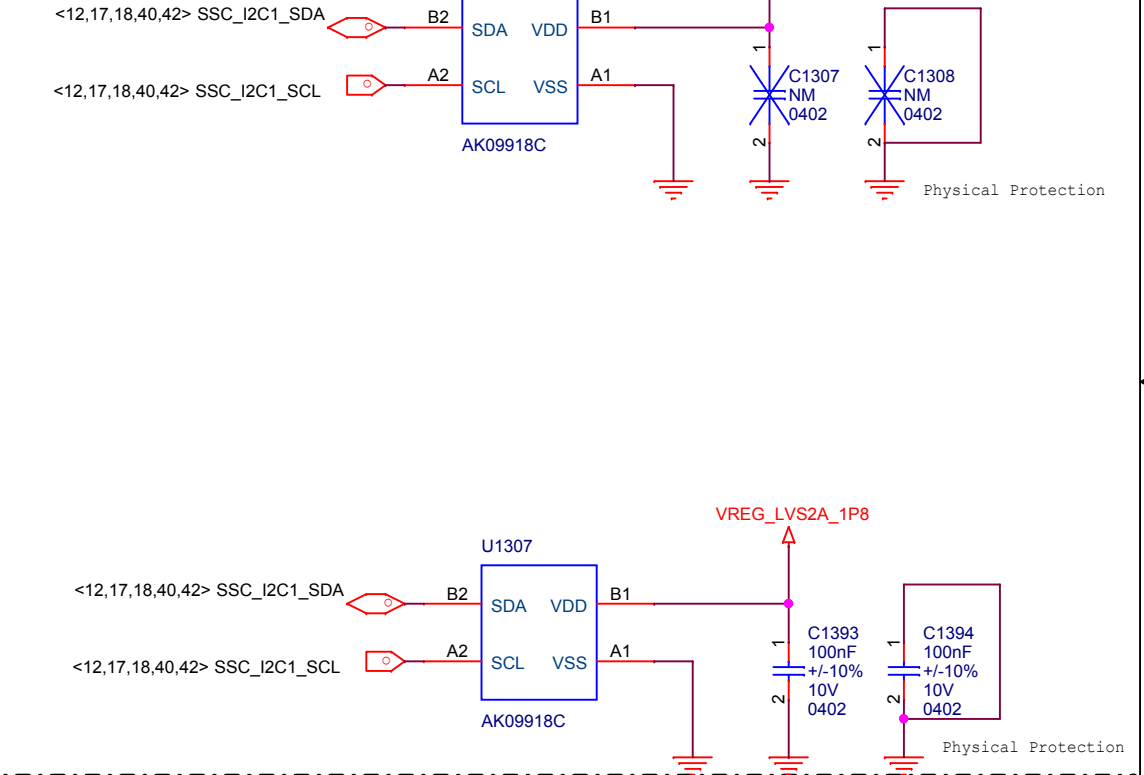 <12,17,18,40,42> SSC_I2C1_SDA
B2
SDA
VDD
B1
<12,17,18,40,42> SSC_I2C1_SCL
A2
SCL
VSS
A1
AK09918C
1
C1307
NM
0402
2
1
C1308
NM
0402
2
Physical Protection
VREG_LVS2A_1P8
U1307
<12,17,18,40,42> SSC_I2C1_SDA
B2
SDA
VDD
B1
<12,17,18,40,42> SSC_I2C1_SCL
A2
SCL
VSS
A1
AK09918C
1
C1393
100nF
+/-10%
10V
0402
2
1
C1394
100nF
+/-10%
10V
0402
2
Physical Protection